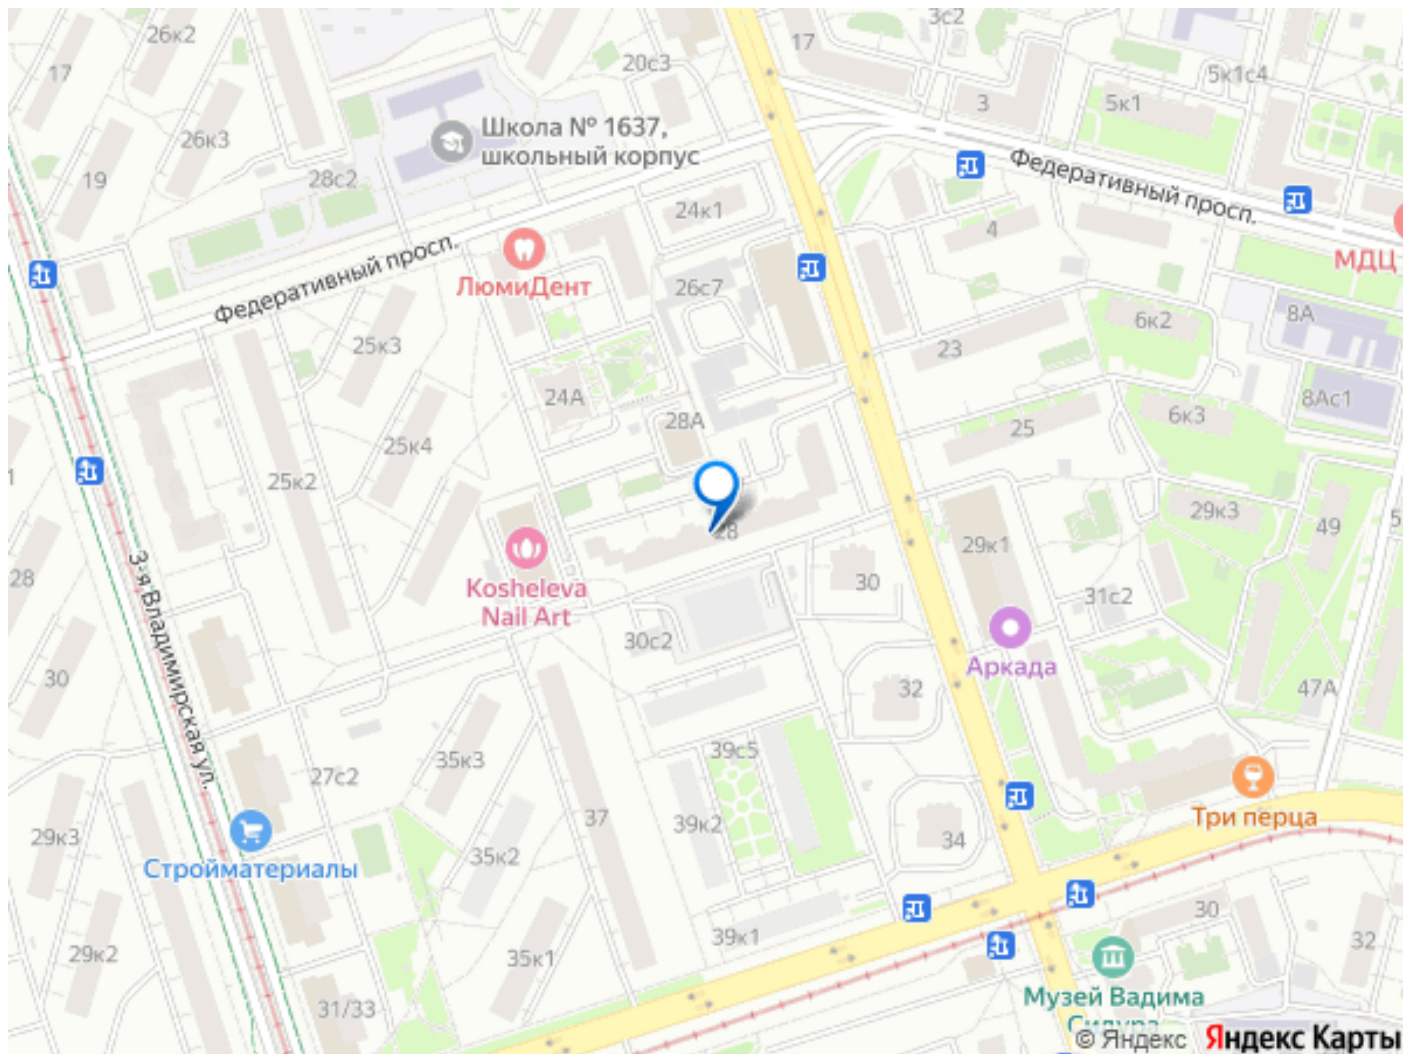 26к2
17
3с2
17
20с3
5к1с4
3
5к1
26к3
Школа № 1637,
школьный корпус
19
28с2
Федеративный просп.
24к1
4
МДЦ
Федеративный просп.
ЛюмиДент
26с7
6к2
8А
25к3
23
24А
8Ас1
28А
6к3
25к4
25
1
25к2
29к3
49
5
28
29к1
28
3-я Владимирская ул.
Kosheleva
Nail Art
30
31с2
30с2
Аркада
30
32
47А
27с2
35к3
39с5
Три перца
29к3
37
39к2
34
35к2
Стройматериалы
30
39к1
32
29к2
35к1
Музей Вадима
Сидура
31/33
© Яндекс
Яндекс Карты